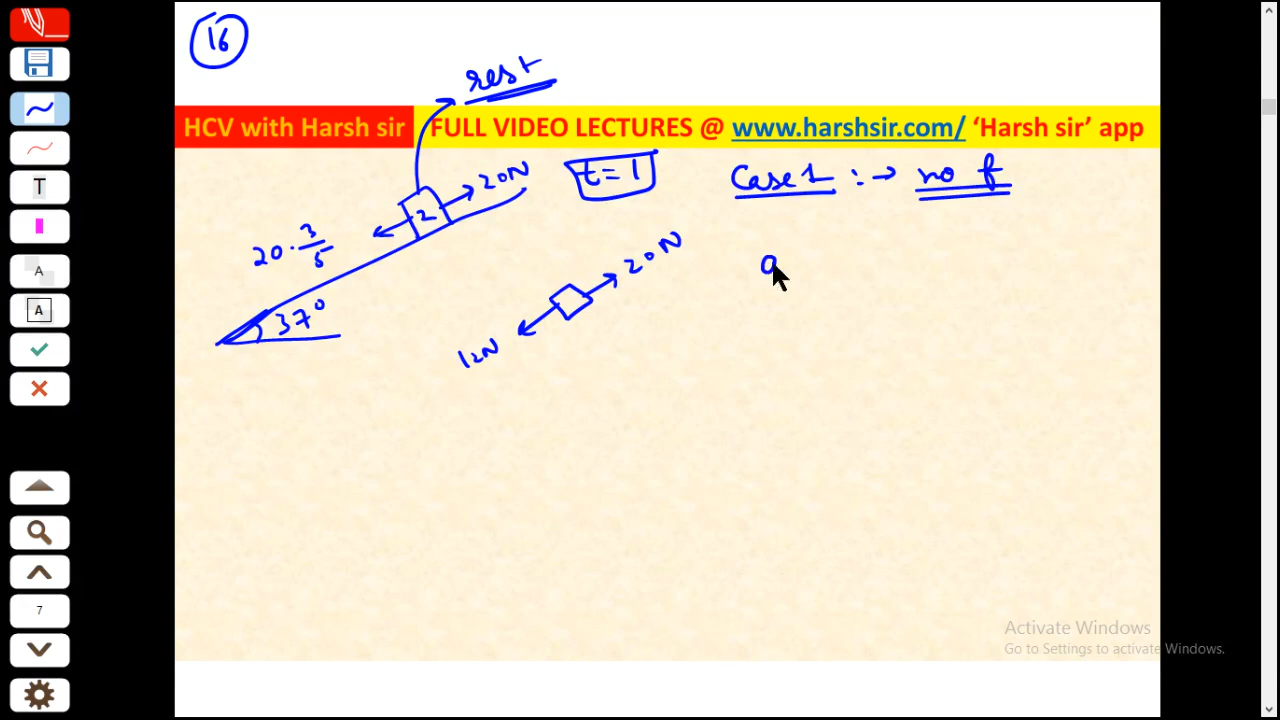 16
rest
HCV with Harsh sir FULL VIDEO LECTURES @ www.harshsir.com/ ‘Harsh sir’ app
20N
t=1
Case 1 :→ no f
2
20·3/5
20N
37°
12N
a
T
A
A
7
Activate Windows
Go to Settings to activate Windows.